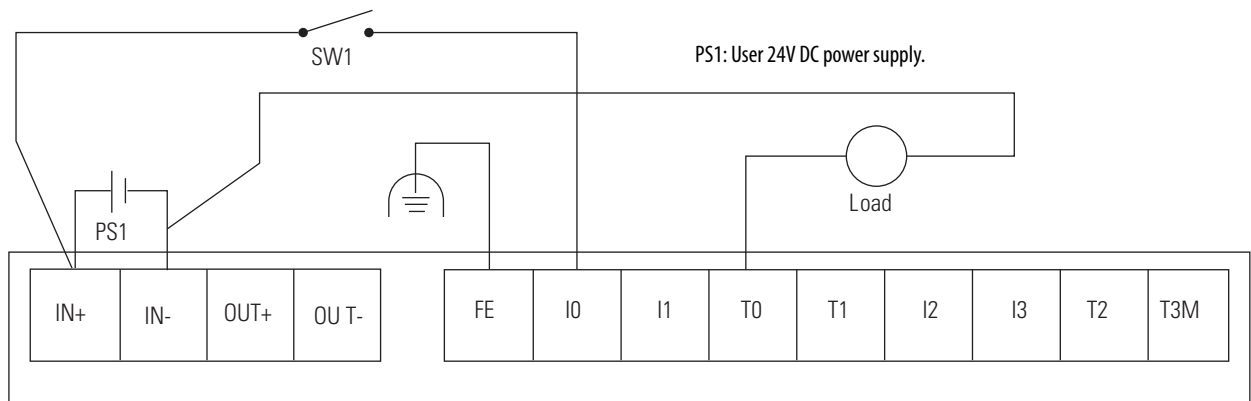 SW1
PS1: User 24V DC power supply.
Load
PS1
IN+ IN- OUT+ OU T- FE I0 I1 T0 T1 I2 I3 T2 T3M